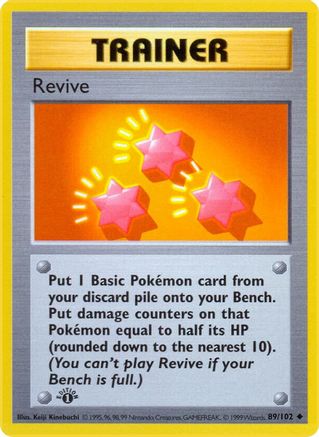 TRAINER
Revive
Put 1 Basic Pokémon card from
your discard pile onto your Bench.
Put damage counters on that
Pokémon equal to half its HP
(rounded down to the nearest 10).
(You can't play Revive if
your Bench is full.)
EDITION
1
Illus. Keiji Kinebuchi © 1995, 96, 98, 99 Nintendo, Creatures, GAMEFREAK. © 1999 Wizards. 89/102 ◆